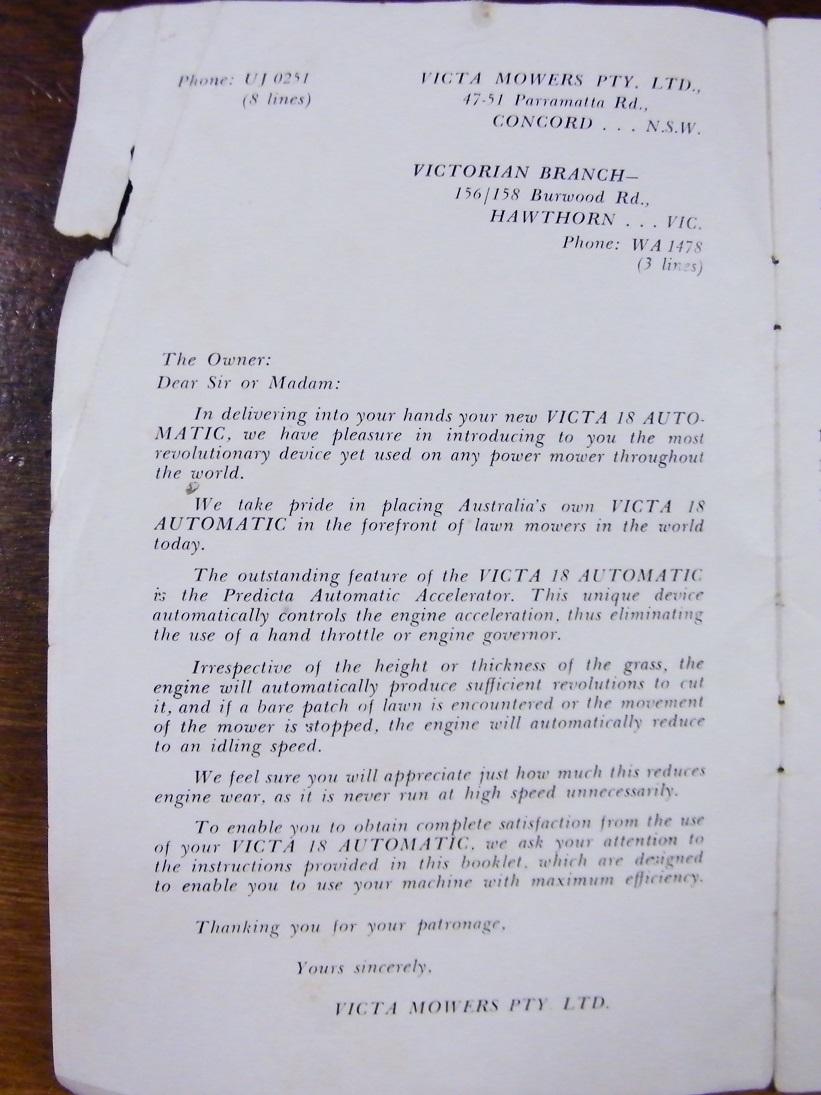 Phone: UJ 0251
(8 lines)
VICTA MOWERS PTY. LTD.,
47-51 Parramatta Rd.,
CONCORD . . . N.S.W.
VICTORIAN BRANCH—
156/158 Burwood Rd.,
HAWTHORN . . . VIC.
Phone: WA 1478
(3 lines)
The Owner:
Dear Sir or Madam:
In delivering into your hands your new VICTA 18 AUTO-
MATIC, we have pleasure in introducing to you the most
revolutionary device yet used on any power mower throughout
the world.
We take pride in placing Australia's own VICTA 18
AUTOMATIC in the forefront of lawn mowers in the world
today.
The outstanding feature of the VICTA 18 AUTOMATIC
is the Predicta Automatic Accelerator. This unique device
automatically controls the engine acceleration, thus eliminating
the use of a hand throttle or engine governor.
Irrespective of the height or thickness of the grass, the
engine will automatically produce sufficient revolutions to cut
it, and if a bare patch of lawn is encountered or the movement
of the mower is stopped, the engine will automatically reduce
to an idling speed.
We feel sure you will appreciate just how much this reduces
engine wear, as it is never run at high speed unnecessarily.
To enable you to obtain complete satisfaction from the use
of your VICTA 18 AUTOMATIC, we ask your attention to
the instructions provided in this booklet, which are designed
to enable you to use your machine with maximum efficiency.
Thanking you for your patronage,
Yours sincerely,
VICTA MOWERS PTY. LTD.